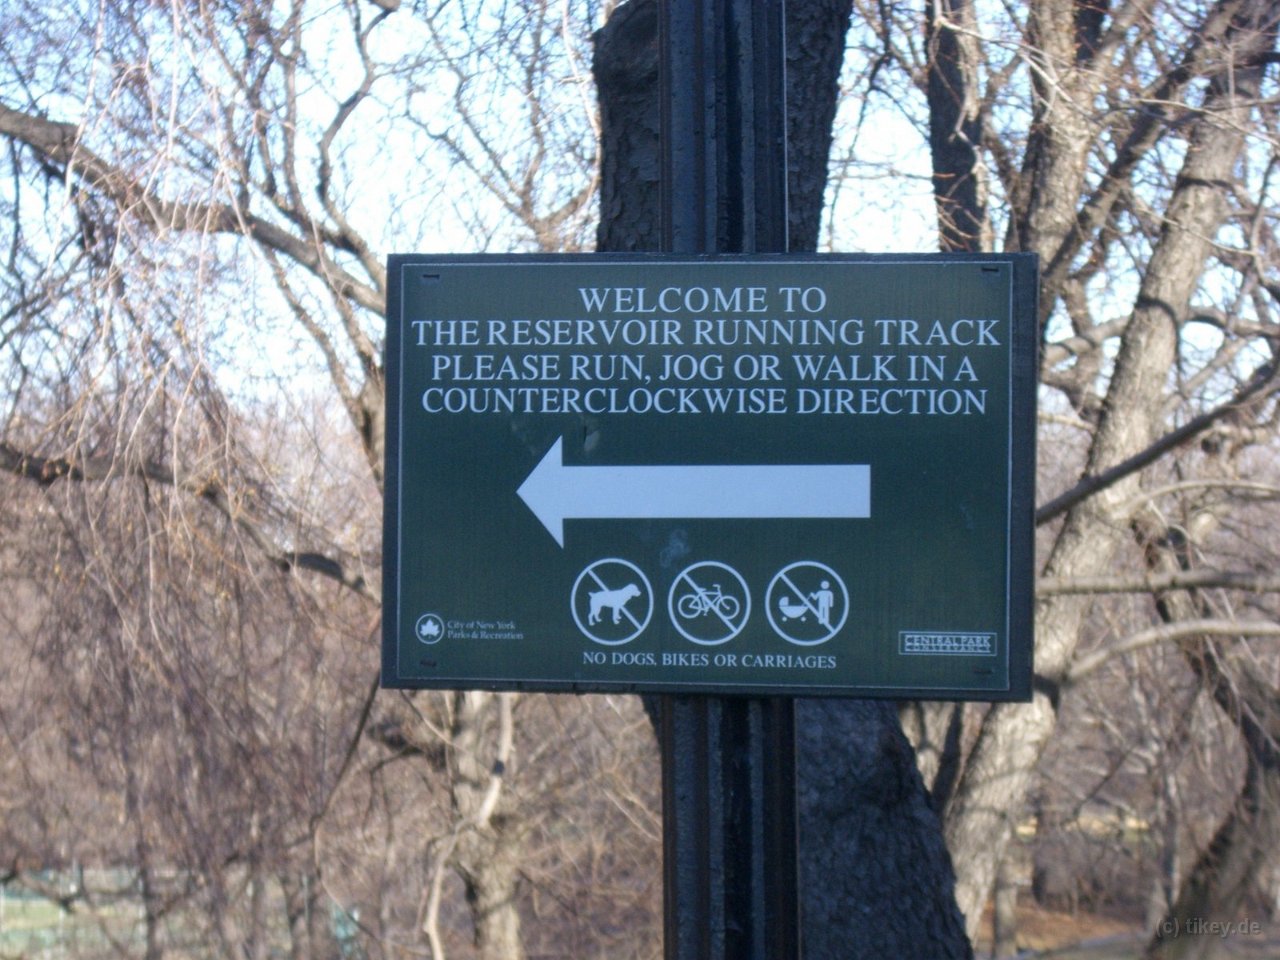 WELCOME TO
THE RESERVOIR RUNNING TRACK
PLEASE RUN, JOG OR WALK IN A
COUNTERCLOCKWISE DIRECTION
City of New York
Parks & Recreation
NO DOGS, BIKES OR CARRIAGES
CENTRAL PARK
CONSERVANCY
(c) tikey.de